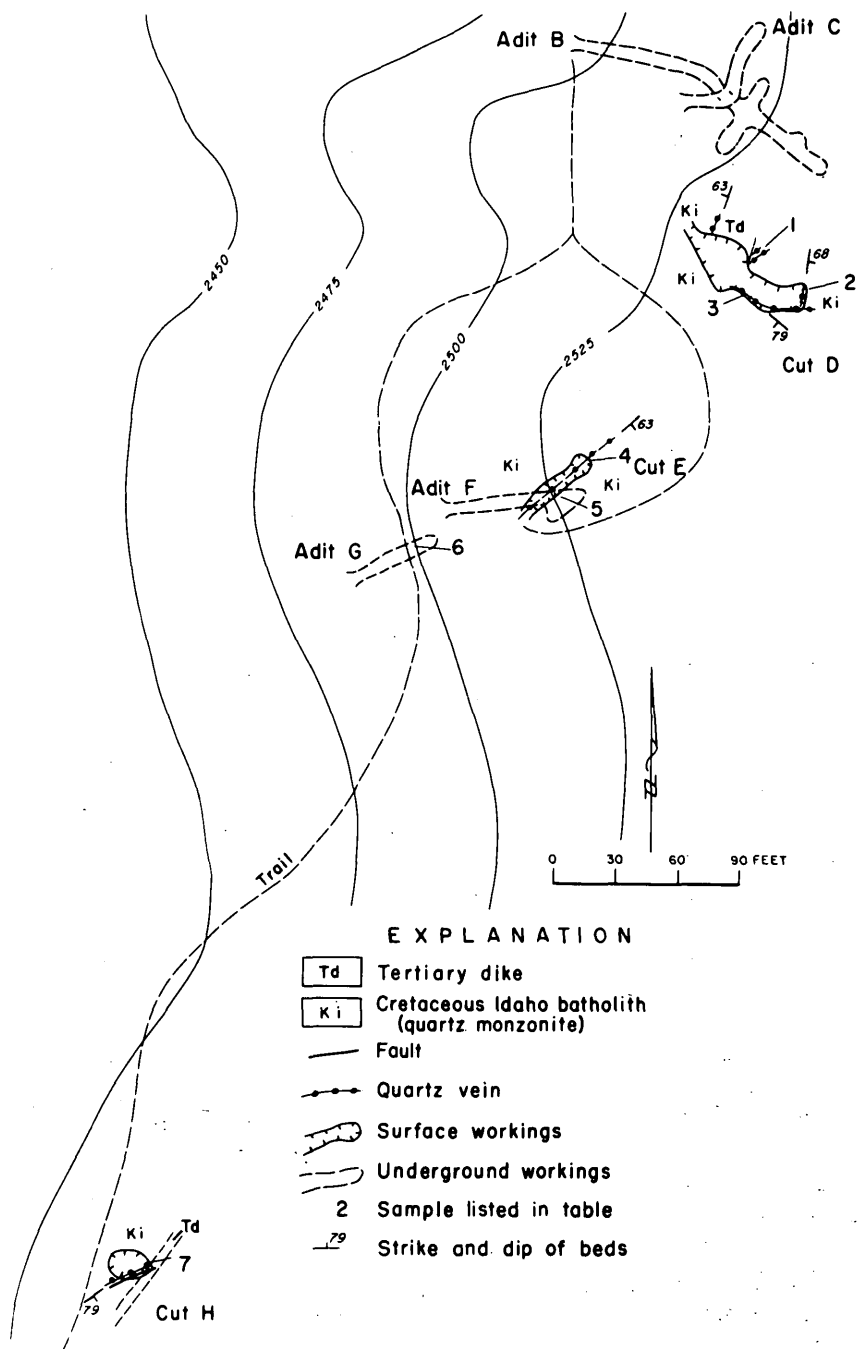 Adit B
Adit C
63
Ki
Td
1
68
2
Ki
3
Ki
79
Cut D
2450
2475
2500
2525
63
Ki
4
Cut E
Ki
Adit F
5
Adit G
6
N
0 30 60 90 FEET
Trail
EXPLANATION
Td Tertiary dike
Ki Cretaceous Idaho batholith
(quartz monzonite)
Fault
Quartz vein
Surface workings
Underground workings
2 Sample listed in table
79 Strike and dip of beds
Ki
Td
7
79
Cut H